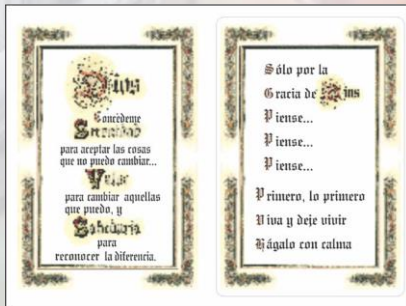 Dios
Concédeme
Serenidad
para aceptar las cosas
que no puedo cambiar...
Valor
para cambiar aquellas
que puedo, y
Sabiduría
para
reconocer la diferencia.
Sólo por la
Gracia de Dios
Piense...
Piense...
Piense...
Primero, lo primero
Viva y deje vivir
Hágalo con calma